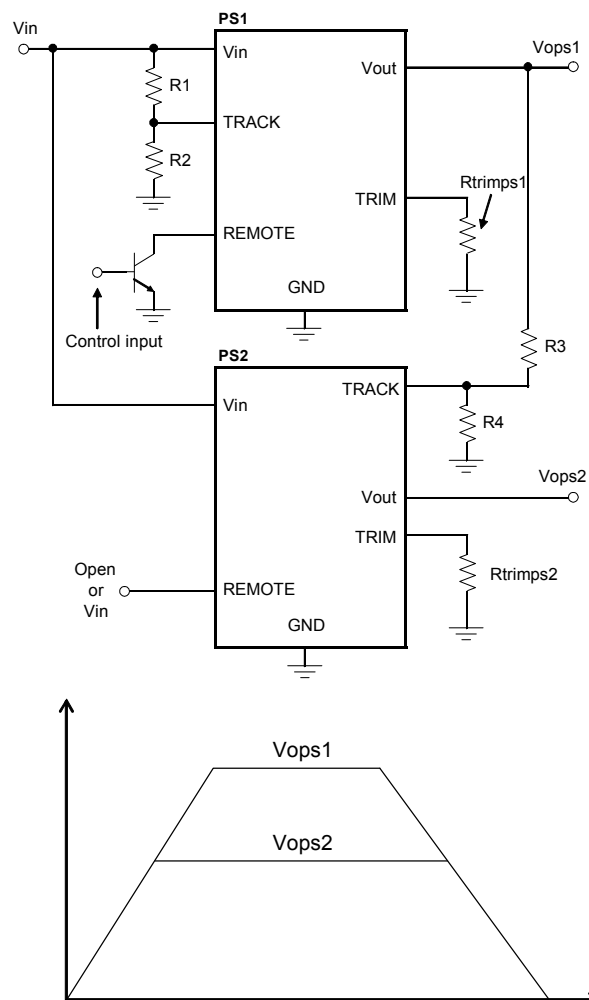 Vin
PS1
Vops1
Vin
Vout
R1
TRACK
R2
Rtrimps1
TRIM
REMOTE
GND
Control input
R3
PS2
TRACK
Vin
R4
Vops2
Vout
TRIM
Open
or
Vin
REMOTE
Rtrimps2
GND
Vops1
Vops2